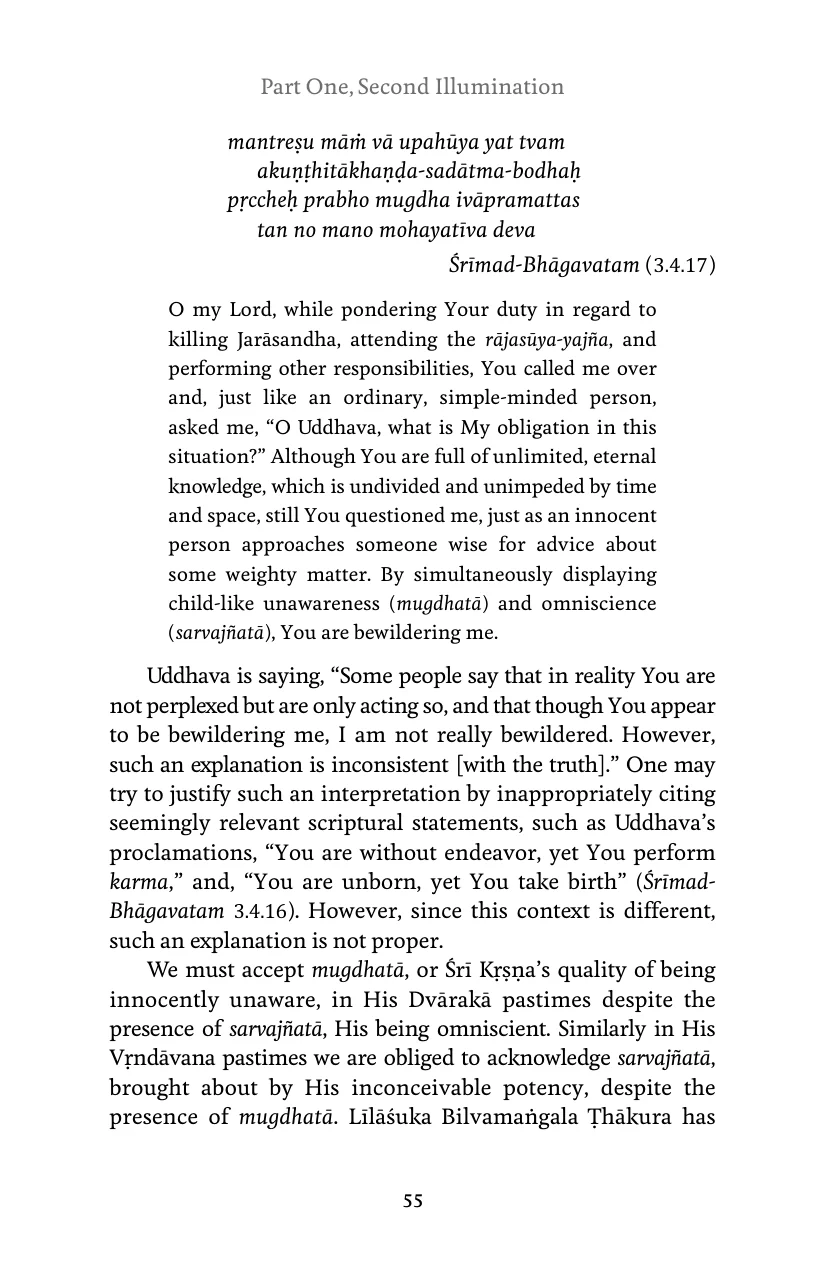 Part One, Second Illumination
mantreṣu māṁ vā upahūya yat tvam
akuṇṭhitākhaṇḍa-sadātma-bodhaḥ
pṛccheḥ prabho mugdha ivāpramattas
tan no mano mohayatīva deva
Śrīmad-Bhāgavatam (3.4.17)
O my Lord, while pondering Your duty in regard to
killing Jarāsandha, attending the rājasūya-yajña, and
performing other responsibilities, You called me over
and, just like an ordinary, simple-minded person,
asked me, “O Uddhava, what is My obligation in this
situation?” Although You are full of unlimited, eternal
knowledge, which is undivided and unimpeded by time
and space, still You questioned me, just as an innocent
person approaches someone wise for advice about
some weighty matter. By simultaneously displaying
child-like unawareness (mugdhatā) and omniscience
(sarvajñatā), You are bewildering me.
Uddhava is saying, “Some people say that in reality You are
not perplexed but are only acting so, and that though You appear
to be bewildering me, I am not really bewildered. However,
such an explanation is inconsistent [with the truth].” One may
try to justify such an interpretation by inappropriately citing
seemingly relevant scriptural statements, such as Uddhava’s
proclamations, “You are without endeavor, yet You perform
karma,” and, “You are unborn, yet You take birth” (Śrīmad-
Bhāgavatam 3.4.16). However, since this context is different,
such an explanation is not proper.
We must accept mugdhatā, or Śrī Kṛṣṇa’s quality of being
innocently unaware, in His Dvārakā pastimes despite the
presence of sarvajñatā, His being omniscient. Similarly in His
Vṛndāvana pastimes we are obliged to acknowledge sarvajñatā,
brought about by His inconceivable potency, despite the
presence of mugdhatā. Līlāśuka Bilvamaṅgala Ṭhākura has
55